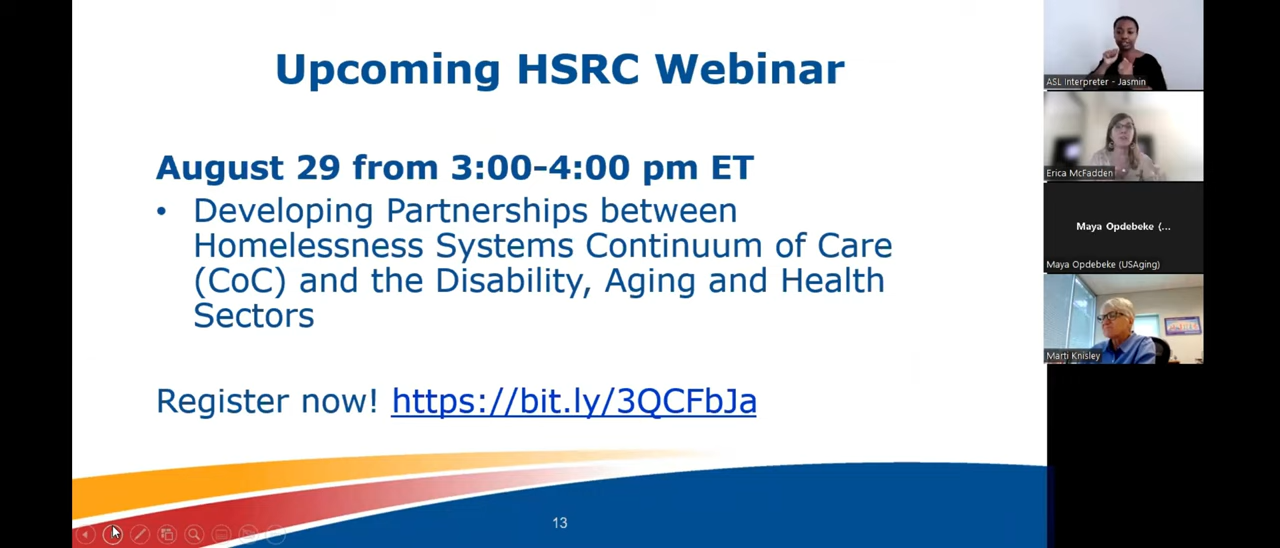 Upcoming HSRC Webinar
August 29 from 3:00-4:00 pm ET
• Developing Partnerships between
Homelessness Systems Continuum of Care
(CoC) and the Disability, Aging and Health
Sectors
Register now! https://bit.ly/3QCFbJa
13
ASL Interpreter - Jasmin
Erica McFadden
Maya Opdebeke (...
Maya Opdebeke (USAging)
Marti Knisley